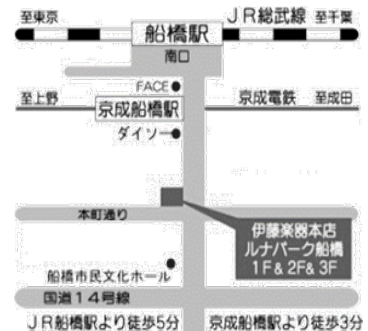 至東京
船橋駅
JR総武線 至千葉
南口
FACE
至上野
京成船橋駅
京成電鉄 至成田
ダイソー
本町通り
伊藤楽器本店
ルナパーク船橋
1F& 2F& 3F
船橋市民文化ホール
国道14号線
JR船橋駅より徒歩5分 京成船橋駅より徒歩3分